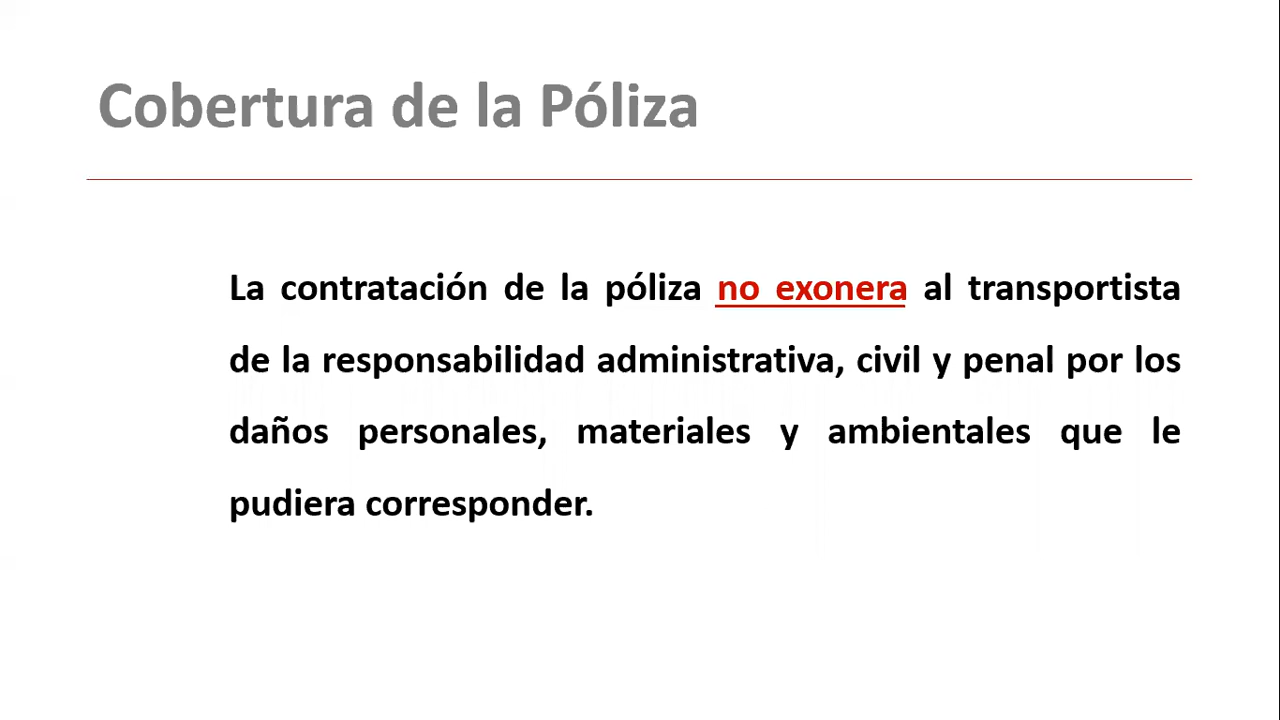 Cobertura de la Póliza
La contratación de la póliza no exonera al transportista
de la responsabilidad administrativa, civil y penal por los
daños personales, materiales y ambientales que le
pudiera corresponder.